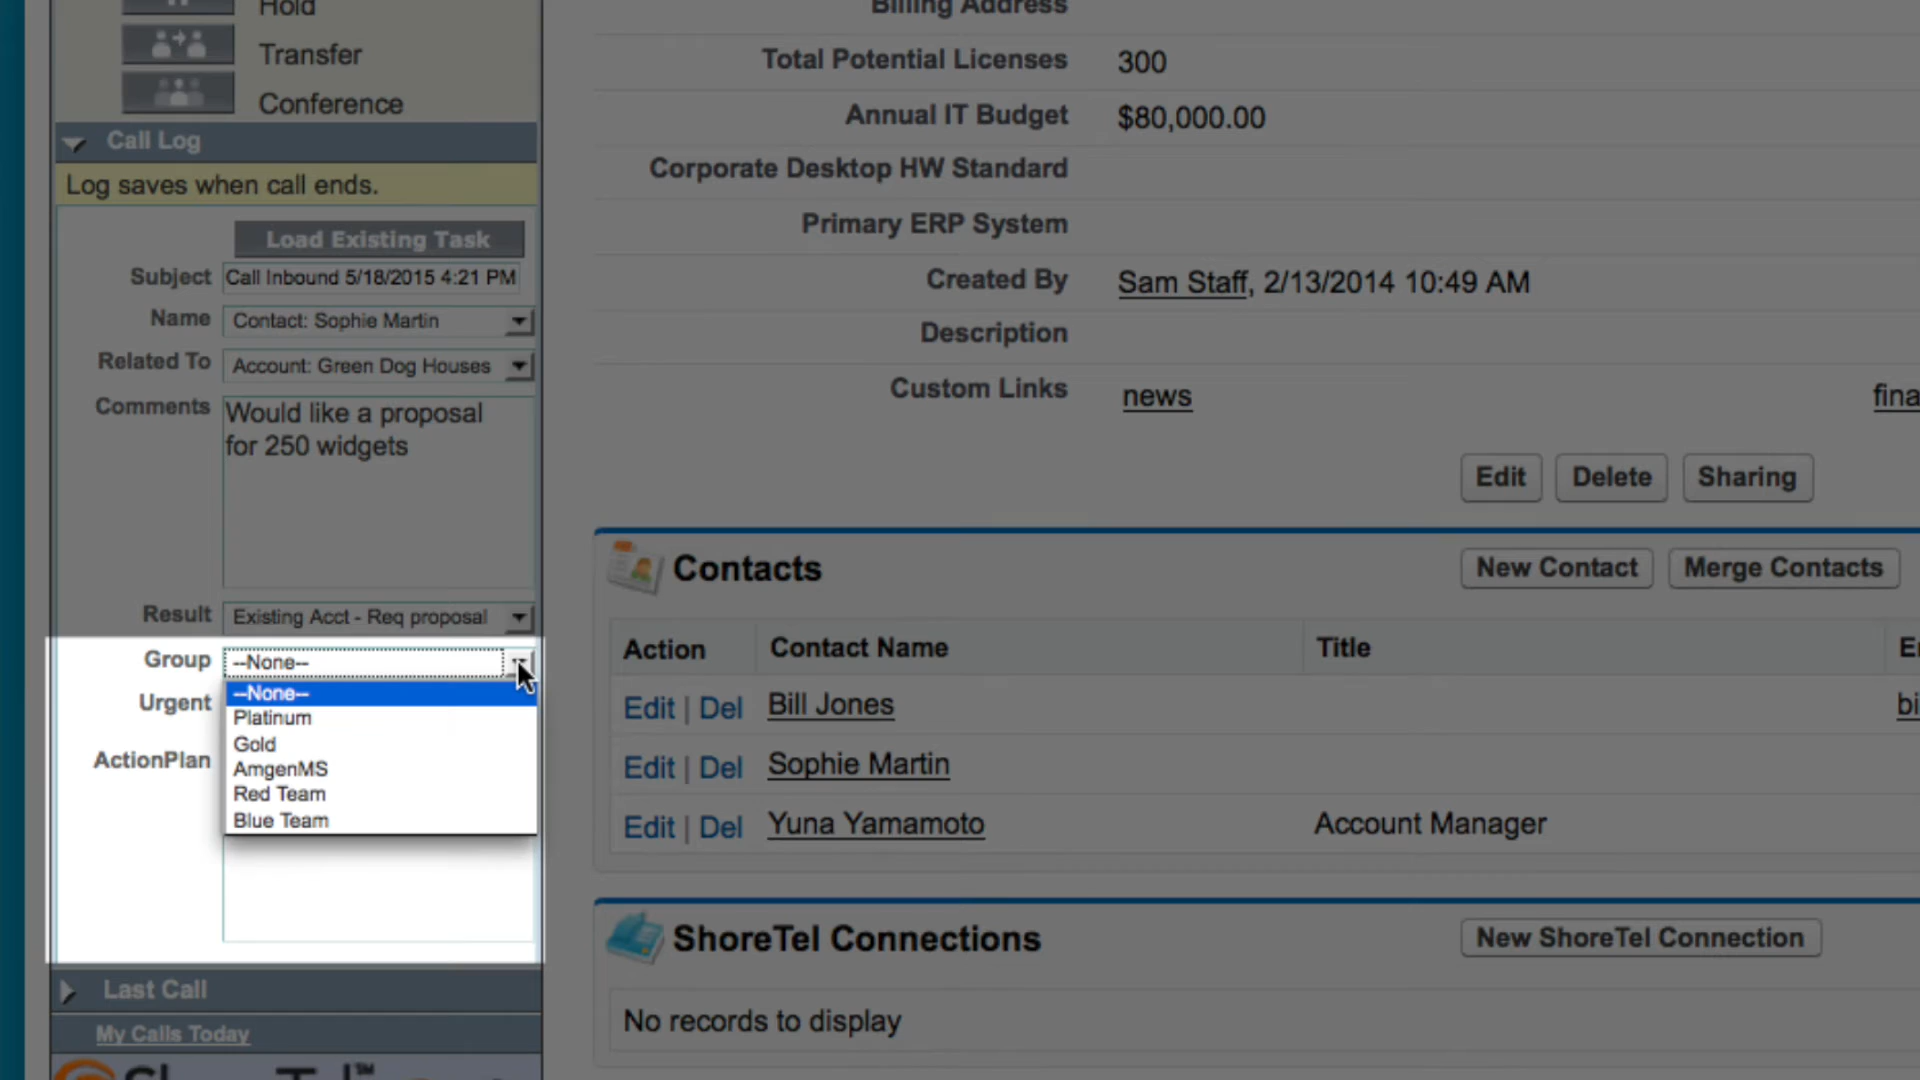 Hold
Transfer
Conference
Call Log
Log saves when call ends.
Load Existing Task
Subject Call Inbound 5/18/2015 4:21 PM
Name Contact: Sophie Martin
Related To Account: Green Dog Houses
Comments Would like a proposal
for 250 widgets
Result Existing Acct - Req proposal
Group --None--
--None--
Urgent
Platinum
Gold
ActionPlan
AmgenMS
Red Team
Blue Team
Last Call
My Calls Today
Billing Address
Total Potential Licenses 300
Annual IT Budget $80,000.00
Corporate Desktop HW Standard
Primary ERP System
Created By Sam Staff, 2/13/2014 10:49 AM
Description
Custom Links news
Edit Delete Sharing
Contacts New Contact Merge Contacts
Action Contact Name Title
Edit | Del Bill Jones
Edit | Del Sophie Martin
Edit | Del Yuna Yamamoto Account Manager
ShoreTel Connections New ShoreTel Connection
No records to display